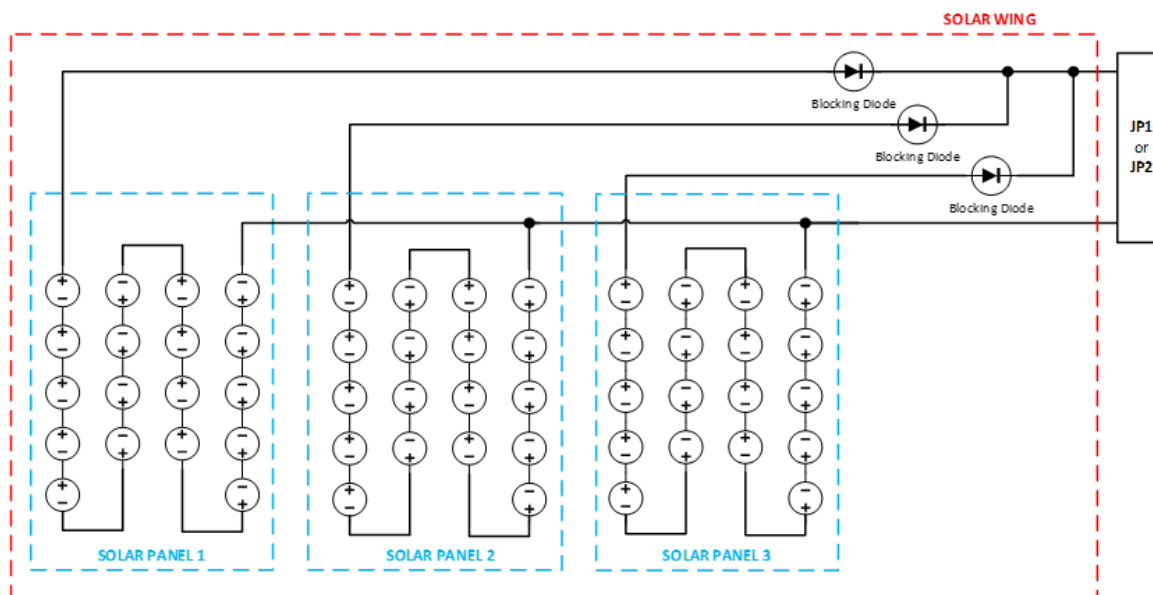 SOLAR WING
Blocking Diode
Blocking Diode
Blocking Diode
JP1
or
JP2
SOLAR PANEL 1
SOLAR PANEL 2
SOLAR PANEL 3